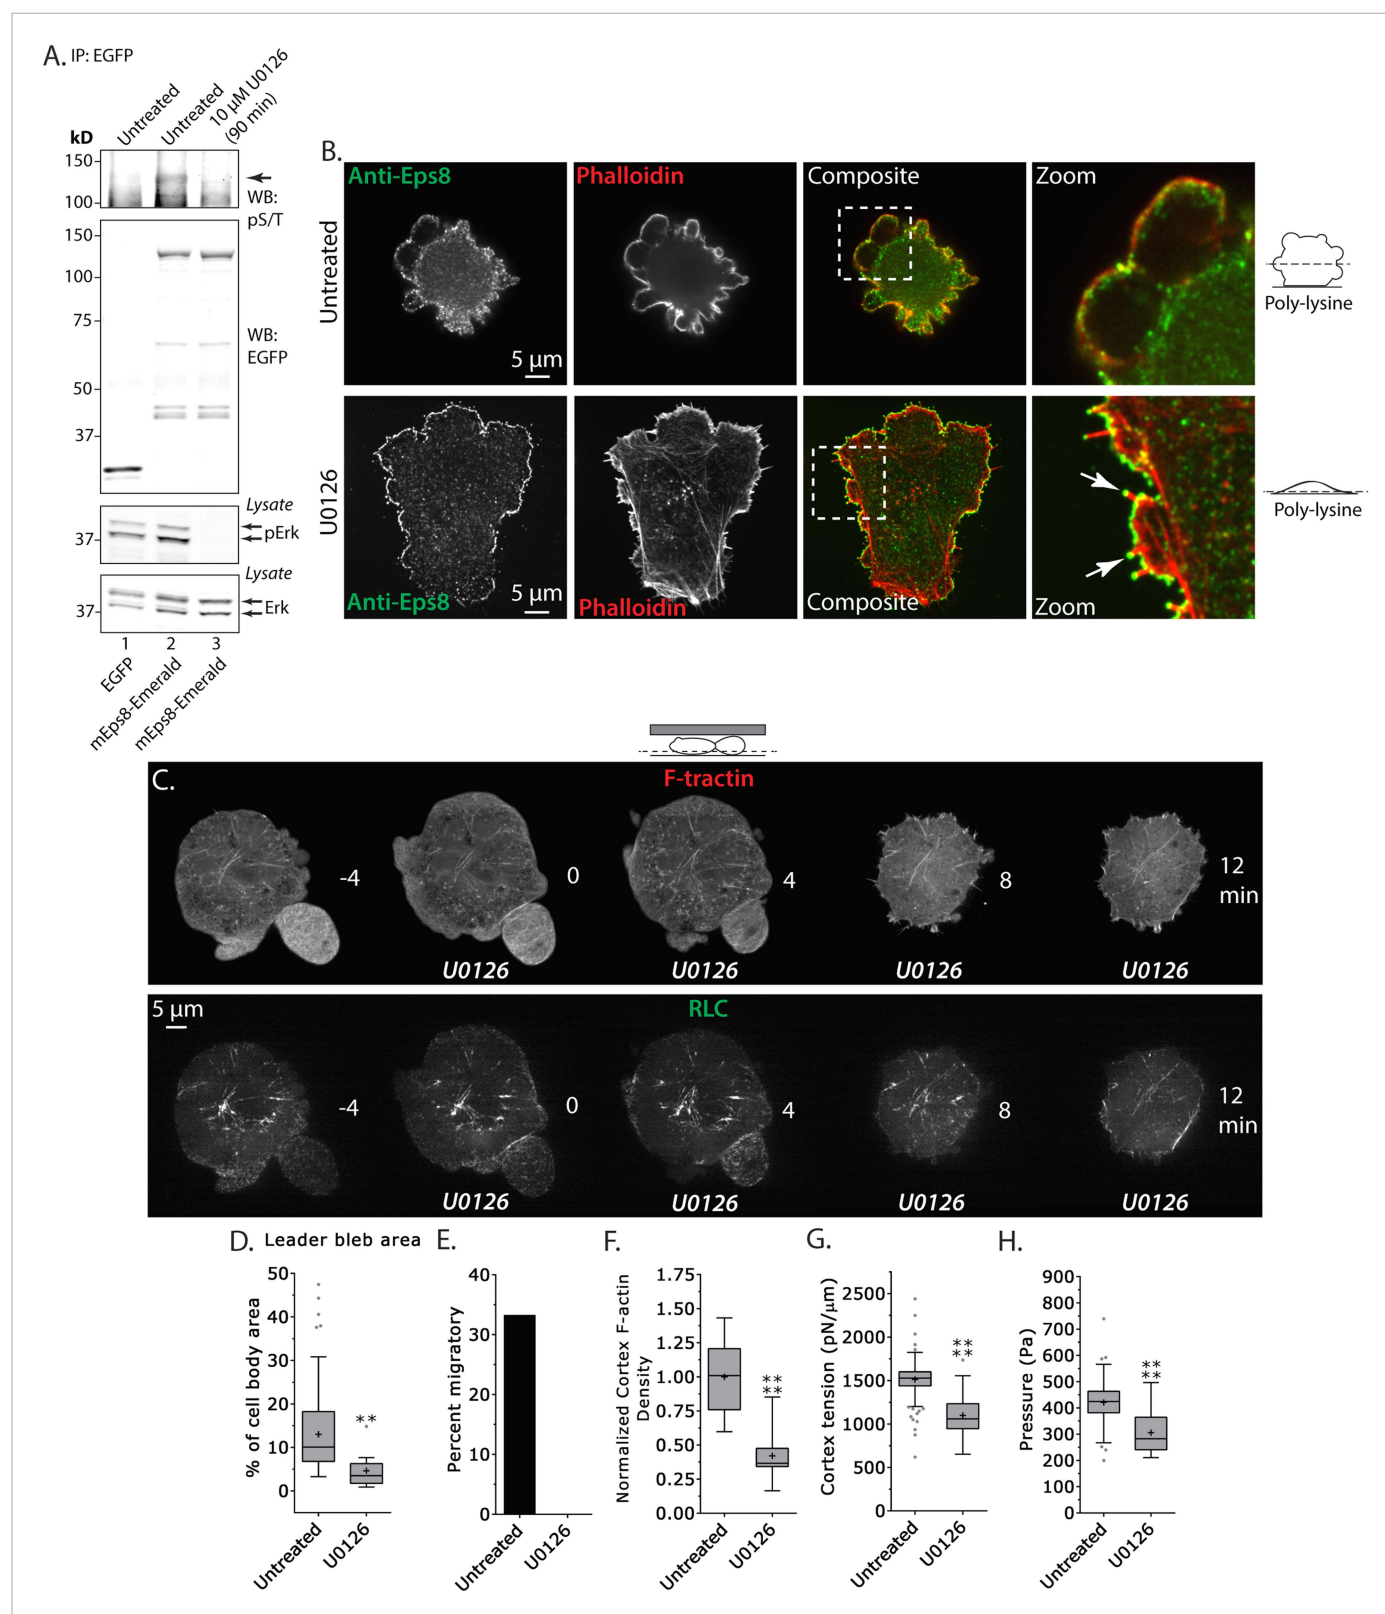 A. IP: EGFP
Untreated
Untreated
10 µM U0126
(90 min)
kD
150
100
WB:
pS/T
150
100
75
50
37
WB:
EGFP
Lysate
37
pErk
Lysate
37
Erk
1 2 3
EGFP
mEps8-Emerald
mEps8-Emerald
B.
Untreated
Anti-Eps8
5 µm
Phalloidin
Composite
Zoom
Poly-lysine
U0126
Anti-Eps8
5 µm
Phalloidin
Composite
Zoom
Poly-lysine
C.
F-tractin
-4
0
4
8
12
min
U0126
U0126
U0126
U0126
5 µm
RLC
-4
0
4
8
12
min
U0126
U0126
U0126
U0126
D. Leader bleb area
% of cell body area
50
40
30
20
10
0
**
Untreated
U0126
E.
Percent migratory
40
30
20
10
0
Untreated
U0126
F.
Normalized Cortex F-actin
Density
1.75
1.50
1.25
1.00
0.75
0.50
0.25
0.00
**
**
Untreated
U0126
G.
Cortex tension (pN/µm)
2500
2000
1500
1000
500
0
**
**
Untreated
U0126
H.
Pressure (Pa)
900
800
700
600
500
400
300
200
100
0
**
**
Untreated
U0126